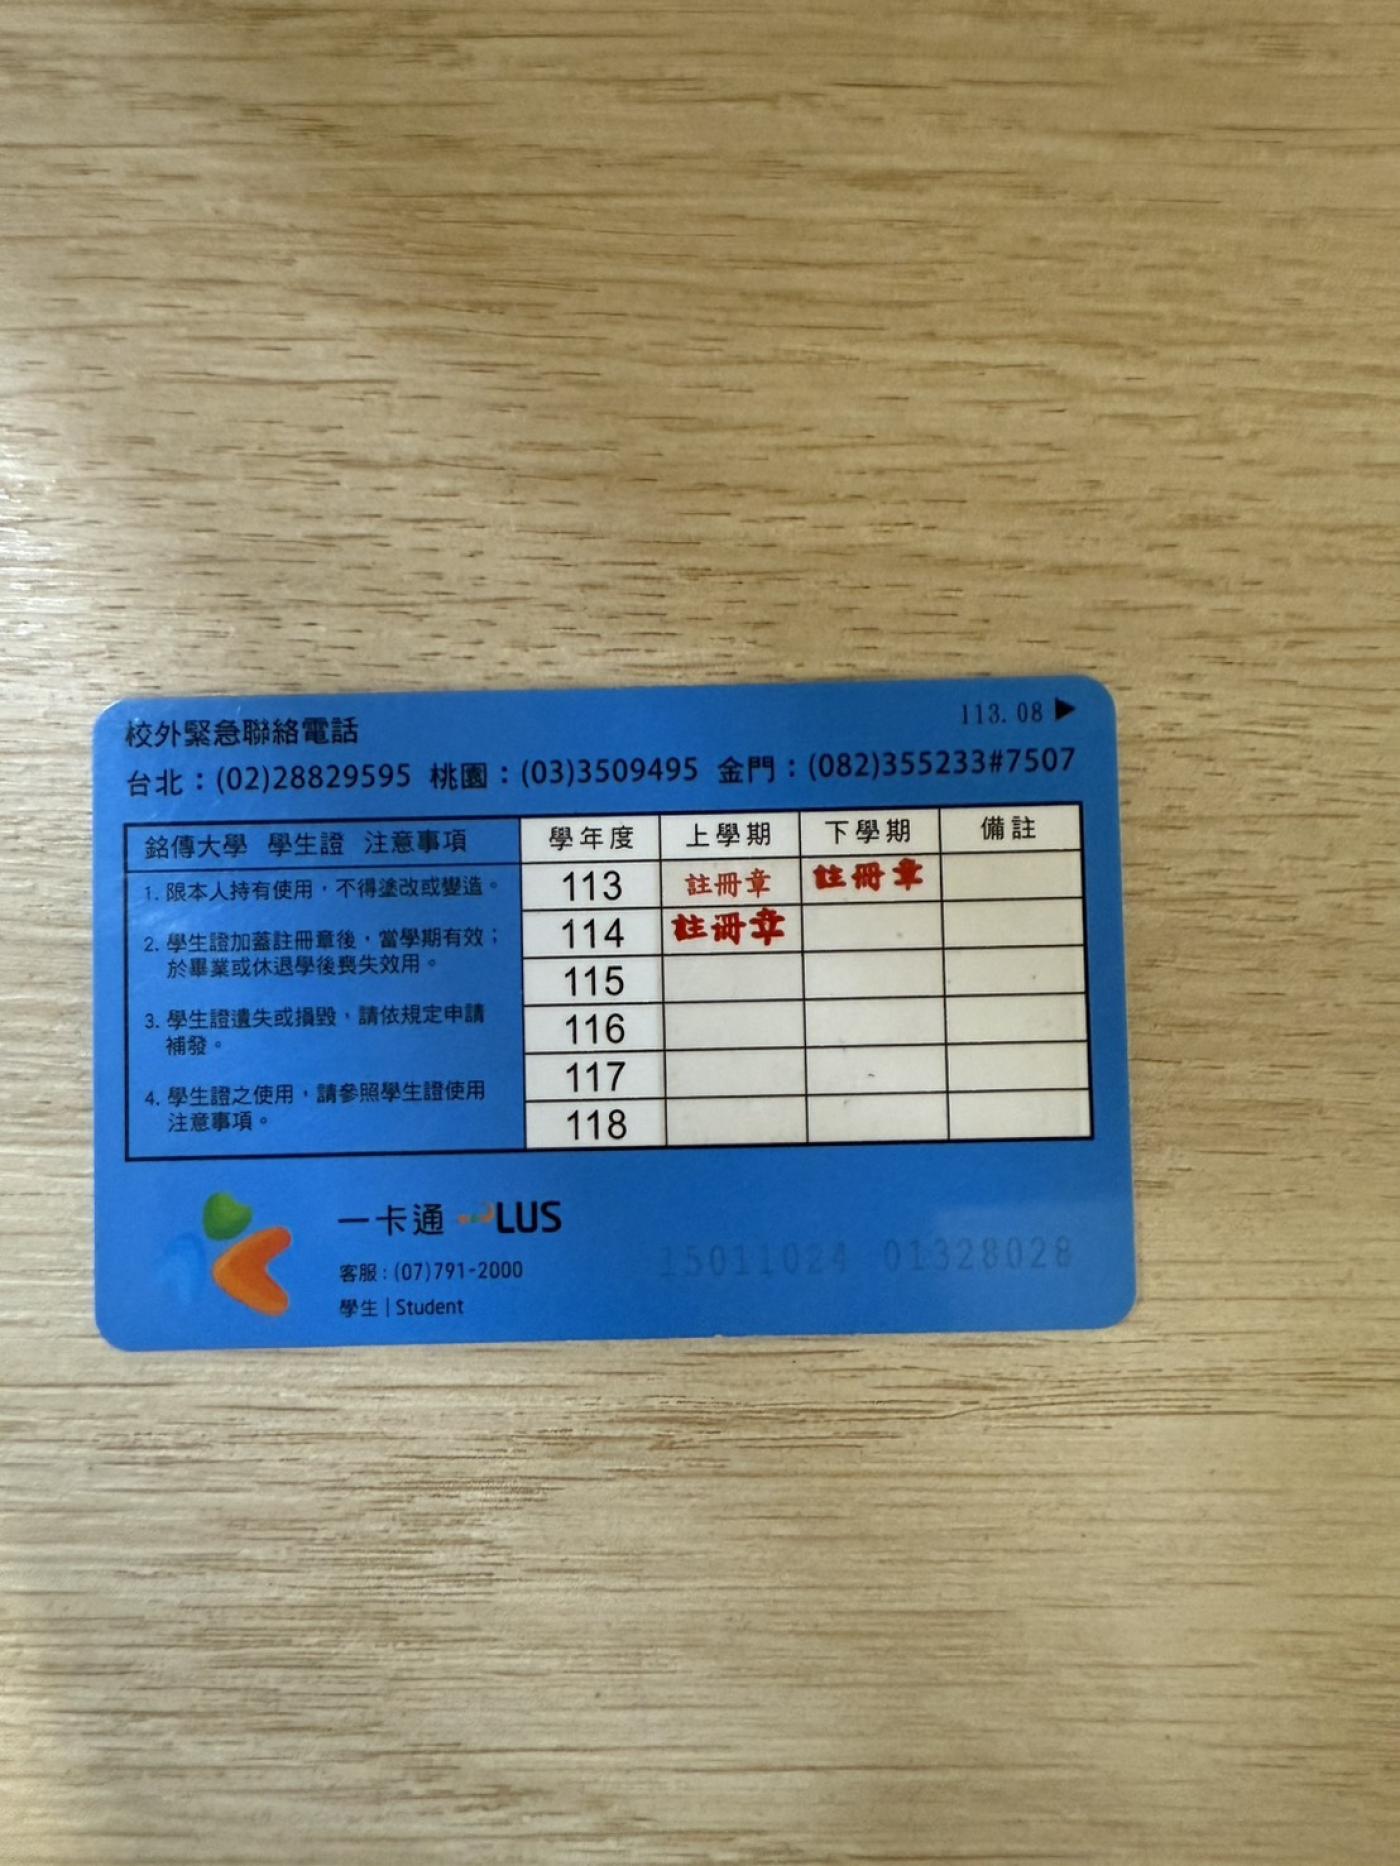 校外緊急聯絡電話
113.08 ▶
台北：(02)28829595 桃園：(03)3509495 金門：(082)355233#7507
銘傳大學 學生證 注意事項
1. 限本人持有使用，不得塗改或變造。
2. 學生證加蓋註冊章後，當學期有效；
於畢業或休退學後喪失效用。
3. 學生證遺失或損毀，請依規定申請
補發。
4. 學生證之使用，請參照學生證使用
注意事項。
學年度 上學期 下學期 備註
113 註冊章 註冊章
114 註冊章
115
116
117
118
一卡通 PLUS
客服：(07)791-2000
學生｜Student
15011024 01328028